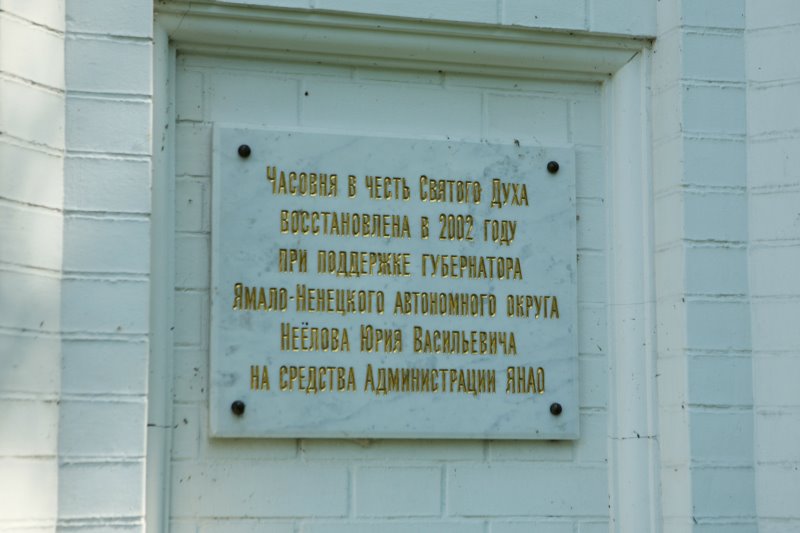 Часовня в честь Святого Духа
восстановлена в 2002 году
при поддержке губернатора
Ямало-Ненецкого автономного округа
Неёлова Юрия Васильевича
на средства Администрации ЯНАО